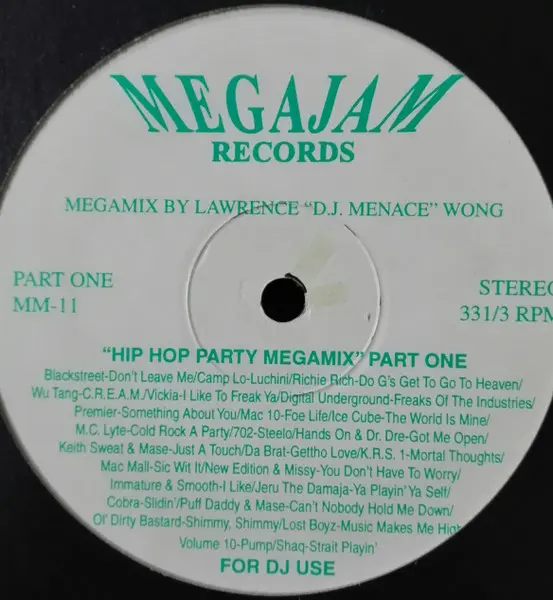 MEGAJAM
RECORDS
MEGAMIX BY LAWRENCE “D.J. MENACE” WONG
PART ONE
MM-11
STEREO
331/3 RPM
“HIP HOP PARTY MEGAMIX” PART ONE
Blackstreet-Don't Leave Me/Camp Lo-Luchini/Richie Rich-Do G's Get To Go To Heaven/
Wu Tang-C.R.E.A.M./Vickia-I Like To Freak Ya/Digital Underground-Freaks Of The Industries/
Premier-Something About You/Mac 10-Foe Life/Ice Cube-The World Is Mine/
M.C. Lyte-Cold Rock A Party/702-Steelo/Hands On & Dr. Dre-Got Me Open/
Keith Sweat & Mase-Just A Touch/Da Brat-Gettho Love/K.R.S. 1-Mortal Thoughts/
Mac Mall-Sic Wit It/New Edition & Missy-You Don't Have To Worry/
Immature & Smooth-I Like/Jeru The Damaja-Ya Playin' Ya Self/
Cobra-Slidin'/Puff Daddy & Mase-Can't Nobody Hold Me Down/
Ol' Dirty Bastard-Shimmy, Shimmy/Lost Boyz-Music Makes Me High
Volume 10-Pump/Shaq-Strait Playin'
FOR DJ USE